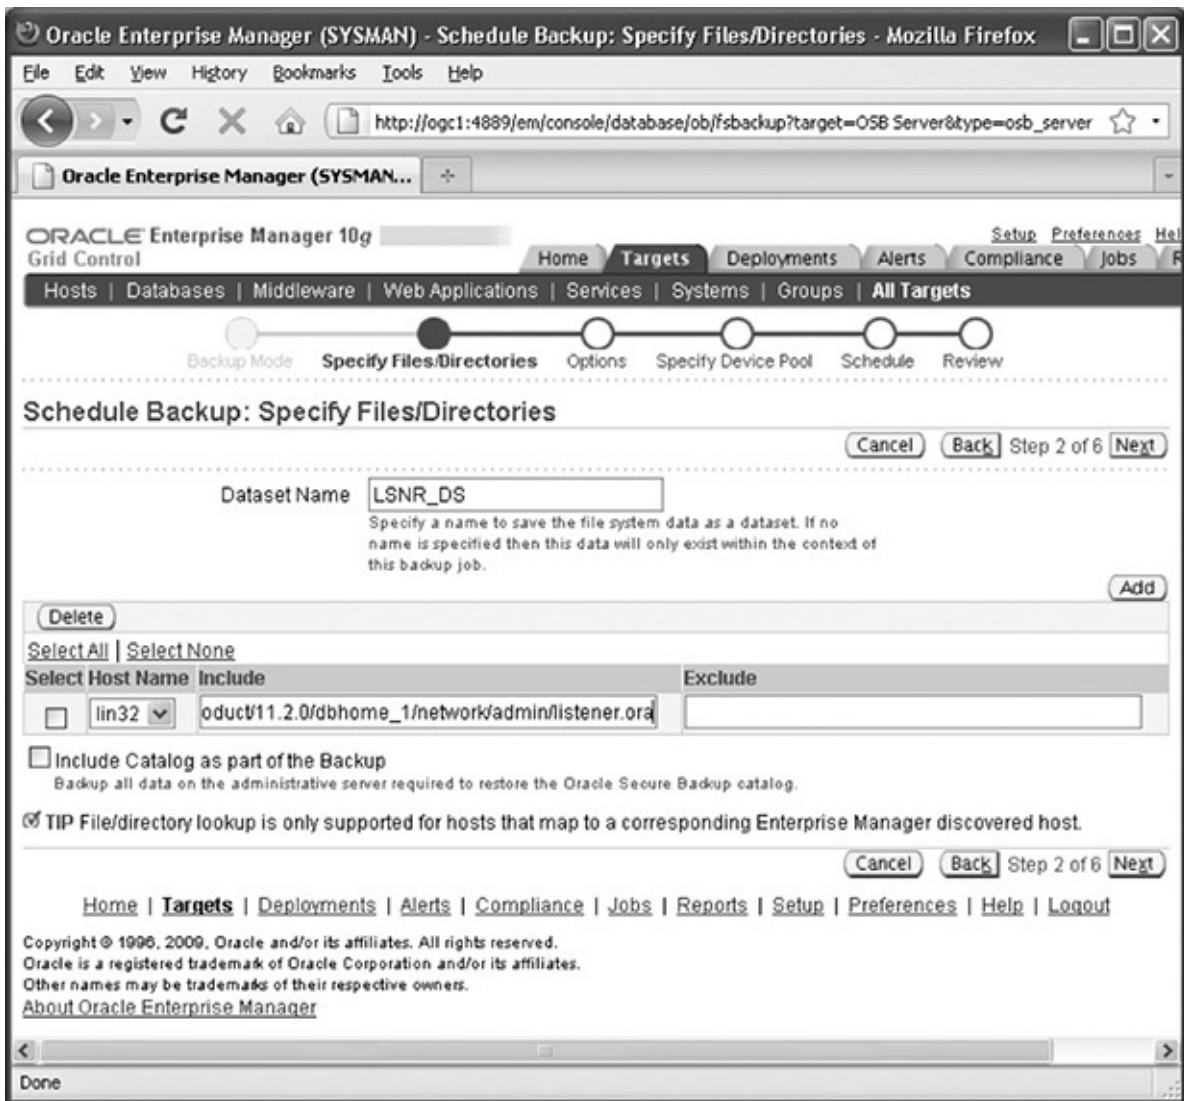 Oracle Enterprise Manager (SYSMAN) - Schedule Backup: Specify Files/Directories - Mozilla Firefox
File Edit View History Bookmarks Tools Help
http://ogc1:4889/em/console/database/ob/fsbackup?target=OSB Server&type=osb_server
Oracle Enterprise Manager (SYSMAN...
ORACLE Enterprise Manager 10g
Setup Preferences Hel
Grid Control
Home Targets Deployments Alerts Compliance Jobs R
Hosts | Databases | Middleware | Web Applications | Services | Systems | Groups | All Targets
Backup Mode Specify Files/Directories Options Specify Device Pool Schedule Review
Schedule Backup: Specify Files/Directories
Cancel Back Step 2 of 6 Next
Dataset Name LSNR_DS
Specify a name to save the file system data as a dataset. If no
name is specified then this data will only exist within the context of
this backup job.
Add
Delete
Select All | Select None
Select Host Name Include Exclude
lin32 oduct/11.2.0/dbhome_1/network/admin/listener.ora
Include Catalog as part of the Backup
Backup all data on the administrative server required to restore the Oracle Secure Backup catalog.
TIP File/directory lookup is only supported for hosts that map to a corresponding Enterprise Manager discovered host.
Cancel Back Step 2 of 6 Next
Home | Targets | Deployments | Alerts | Compliance | Jobs | Reports | Setup | Preferences | Help | Logout
Copyright © 1996, 2009, Oracle and/or its affiliates. All rights reserved.
Oracle is a registered trademark of Oracle Corporation and/or its affiliates.
Other names may be trademarks of their respective owners.
About Oracle Enterprise Manager
Done